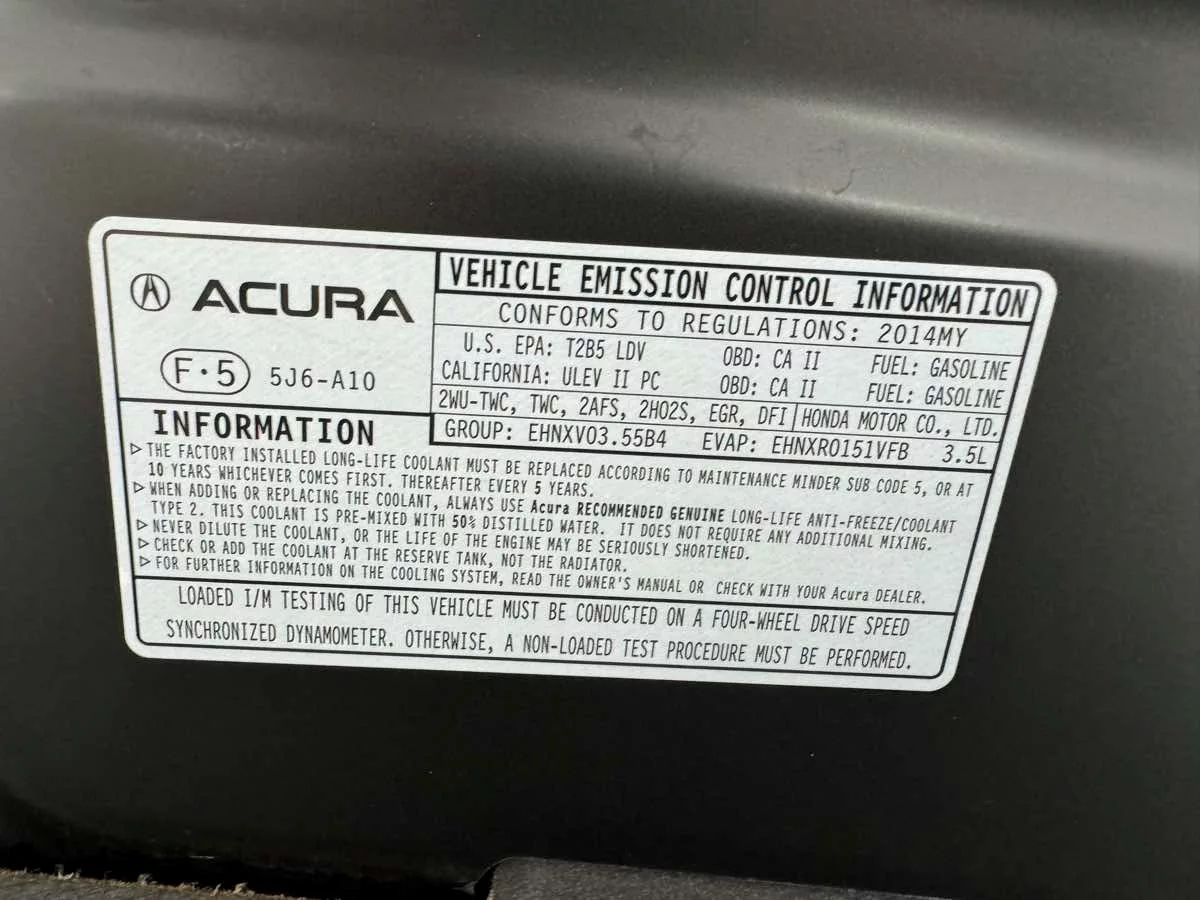 ACURA
F·5 5J6-A10
VEHICLE EMISSION CONTROL INFORMATION
CONFORMS TO REGULATIONS: 2014MY
U.S. EPA: T2B5 LDV OBD: CA II FUEL: GASOLINE
CALIFORNIA: ULEV II PC OBD: CA II FUEL: GASOLINE
2WU-TWC, TWC, 2AFS, 2HO2S, EGR, DFI HONDA MOTOR CO., LTD.
GROUP: EHNXV03.55B4 EVAP: EHNXR0151VFB 3.5L
INFORMATION
▷ THE FACTORY INSTALLED LONG-LIFE COOLANT MUST BE REPLACED ACCORDING TO MAINTENANCE MINDER SUB CODE 5, OR AT
10 YEARS WHICHEVER COMES FIRST. THEREAFTER EVERY 5 YEARS.
▷ WHEN ADDING OR REPLACING THE COOLANT, ALWAYS USE Acura RECOMMENDED GENUINE LONG-LIFE ANTI-FREEZE/COOLANT
TYPE 2. THIS COOLANT IS PRE-MIXED WITH 50% DISTILLED WATER. IT DOES NOT REQUIRE ANY ADDITIONAL MIXING.
▷ NEVER DILUTE THE COOLANT, OR THE LIFE OF THE ENGINE MAY BE SERIOUSLY SHORTENED.
▷ CHECK OR ADD THE COOLANT AT THE RESERVE TANK, NOT THE RADIATOR.
▷ FOR FURTHER INFORMATION ON THE COOLING SYSTEM, READ THE OWNER'S MANUAL OR CHECK WITH YOUR Acura DEALER.
LOADED I/M TESTING OF THIS VEHICLE MUST BE CONDUCTED ON A FOUR-WHEEL DRIVE SPEED
SYNCHRONIZED DYNAMOMETER. OTHERWISE, A NON-LOADED TEST PROCEDURE MUST BE PERFORMED.